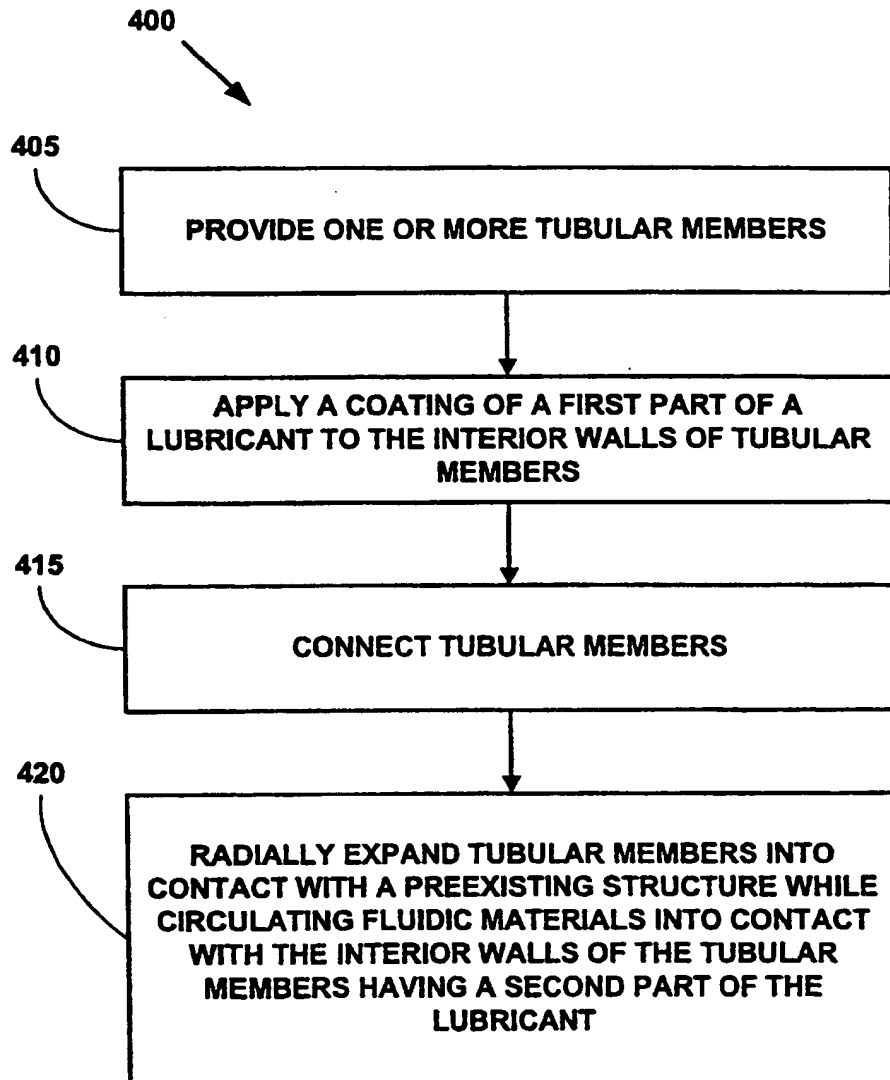 400
405
PROVIDE ONE OR MORE TUBULAR MEMBERS
410
APPLY A COATING OF A FIRST PART OF A
LUBRICANT TO THE INTERIOR WALLS OF TUBULAR
MEMBERS
415
CONNECT TUBULAR MEMBERS
420
RADIALLY EXPAND TUBULAR MEMBERS INTO
CONTACT WITH A PREEXISTING STRUCTURE WHILE
CIRCULATING FLUIDIC MATERIALS INTO CONTACT
WITH THE INTERIOR WALLS OF THE TUBULAR
MEMBERS HAVING A SECOND PART OF THE
LUBRICANT